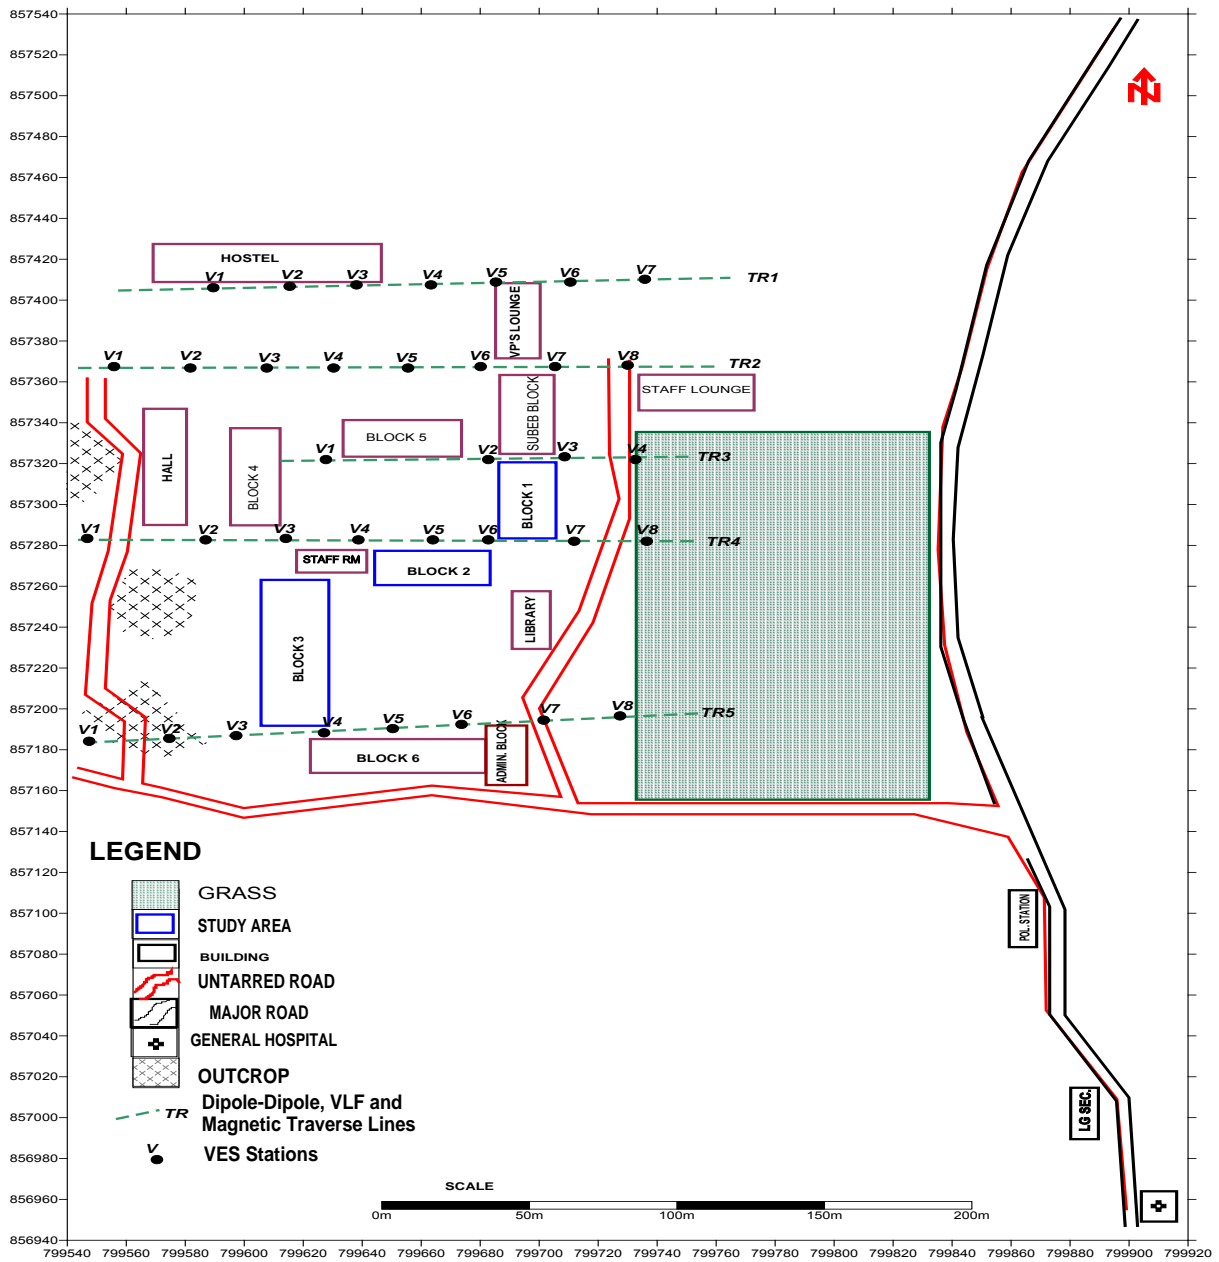 857540
857520
857500
857480
857460
857440
857420
857400
857380
857360
857340
857320
857300
857280
857260
857240
857220
857200
857180
857160
857140
857120
857100
857080
857060
857040
857020
857000
856980
856960
856940
N
HOSTEL
V1 V2 V3 V4 V5 V6 V7 TR1
VP'S LOUNGE
V1 V2 V3 V4 V5 V6 V7 V8 TR2
STAFF LOUNGE
SUBEB BLOCK
BLOCK 5
HALL
BLOCK 4
V1 V2 V3 V4 TR3
BLOCK 1
V1 V2 V3 V4 V5 V6 V7 V8 TR4
STAFF RM
BLOCK 2
LIBRARY
BLOCK 3
V1 V2 V3 V4 V5 V6 V7 V8 TR5
BLOCK 6
ADMIN. BLOCK
LEGEND
GRASS
STUDY AREA
BUILDING
UNTARRED ROAD
MAJOR ROAD
GENERAL HOSPITAL
OUTCROP
TR Dipole-Dipole, VLF and
Magnetic Traverse Lines
V VES Stations
POL. STATION
LG SEC.
SCALE
0m 50m 100m 150m 200m
799540 799560 799580 799600 799620 799640 799660 799680 799700 799720 799740 799760 799780 799800 799820 799840 799860 799880 799900 799920